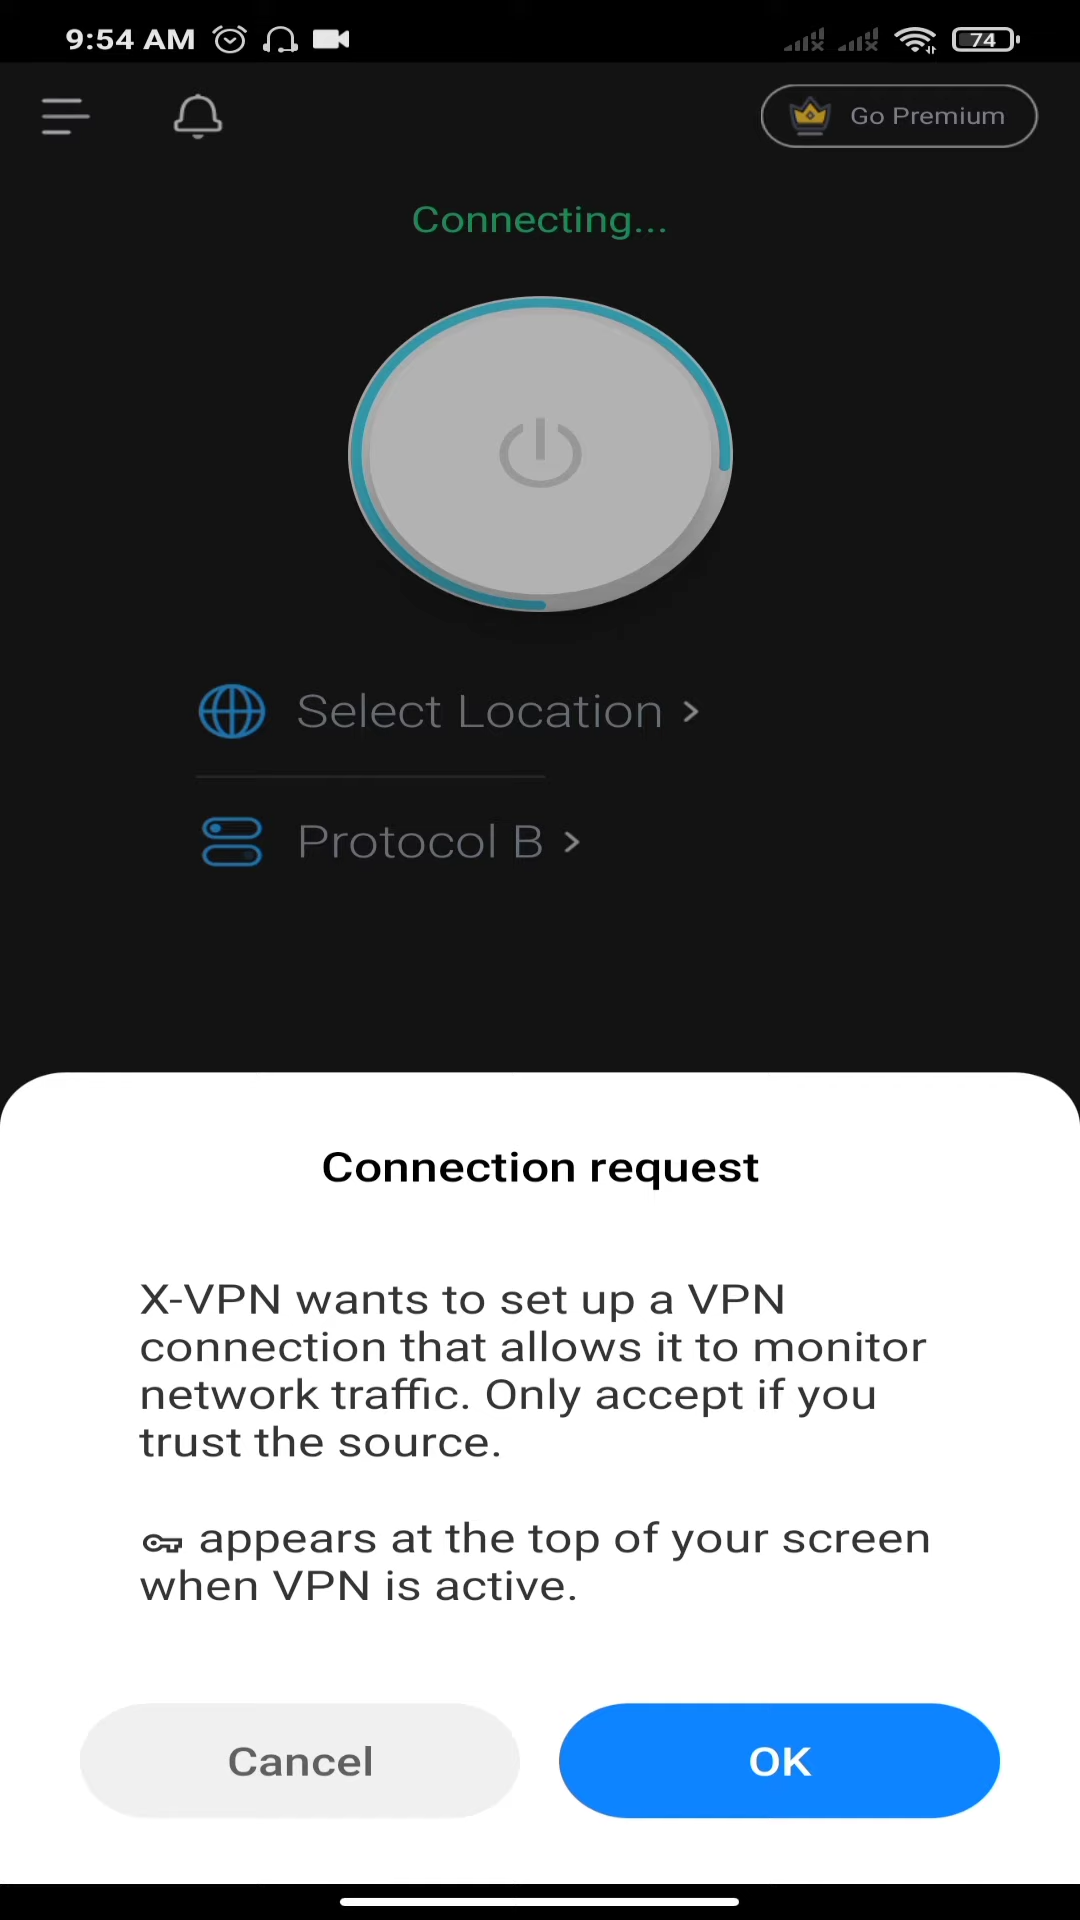 9:54 AM
74
Go Premium
Connecting...
Select Location >
Protocol B >
Connection request
X-VPN wants to set up a VPN
connection that allows it to monitor
network traffic. Only accept if you
trust the source.
appears at the top of your screen
when VPN is active.
Cancel
OK